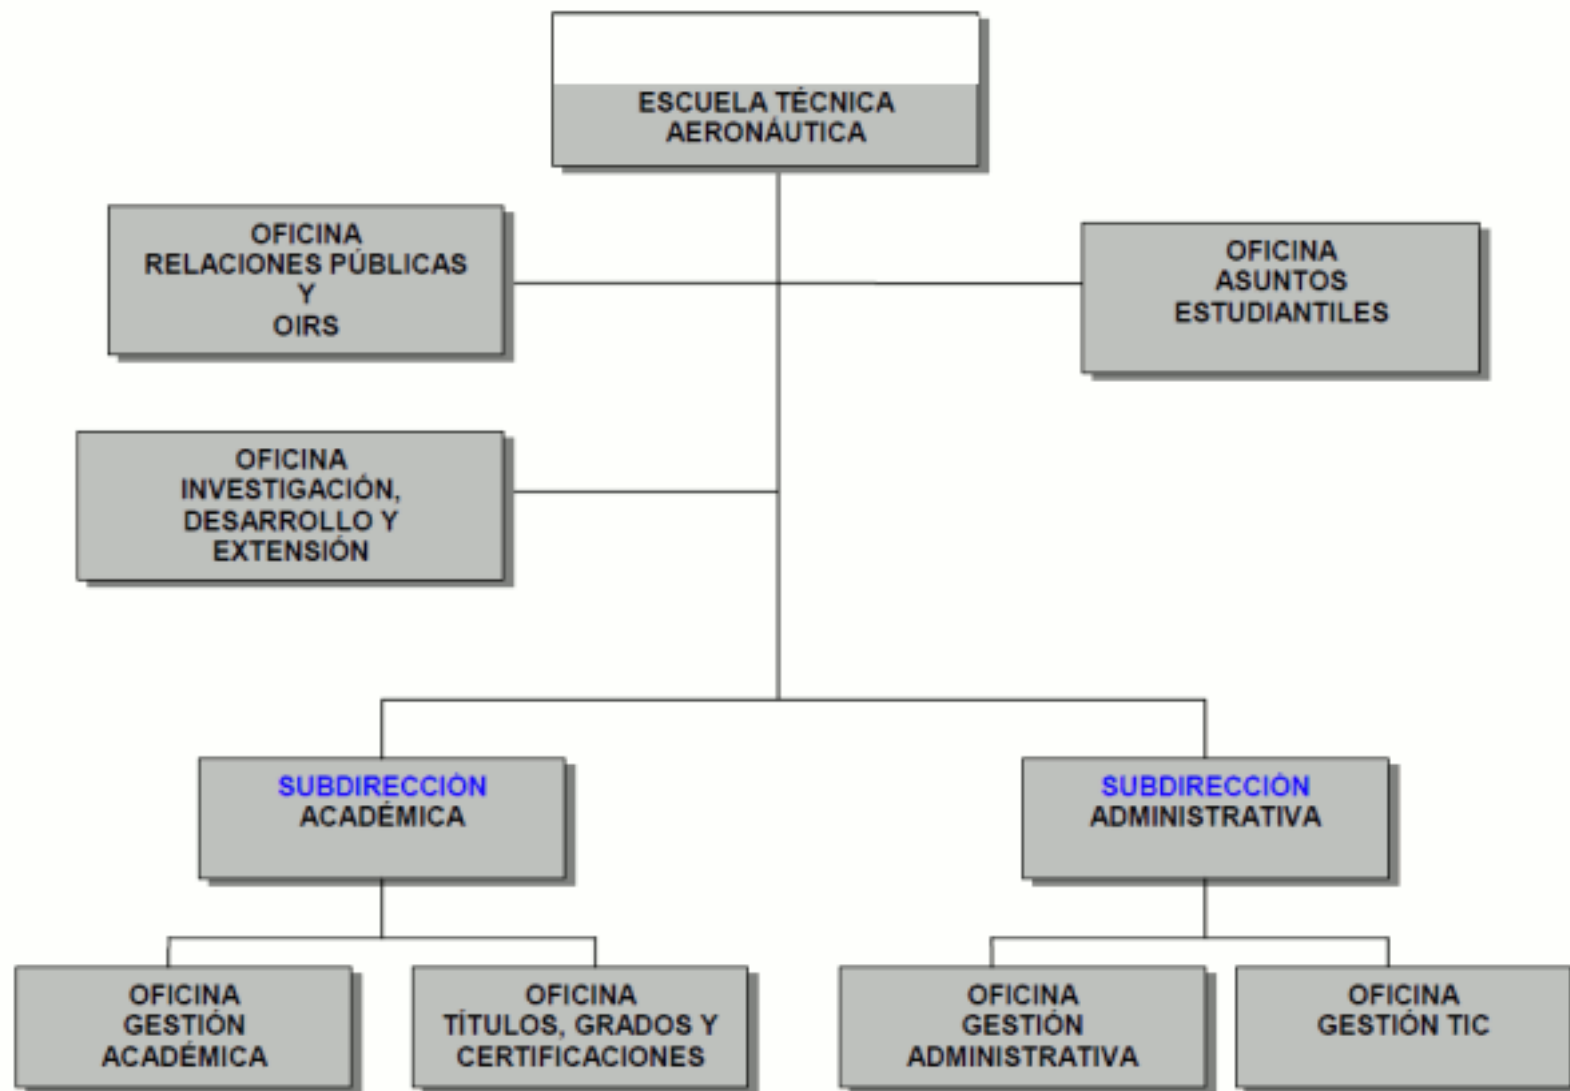 ESCUELA TÉCNICA
AERONÁUTICA
OFICINA
RELACIONES PÚBLICAS
Y
OIRS
OFICINA
ASUNTOS
ESTUDIANTILES
OFICINA
INVESTIGACIÓN,
DESARROLLO Y
EXTENSIÓN
SUBDIRECCIÓN
ACADÉMICA
SUBDIRECCIÓN
ADMINISTRATIVA
OFICINA
GESTIÓN
ACADÉMICA
OFICINA
TÍTULOS, GRADOS Y
CERTIFICACIONES
OFICINA
GESTIÓN
ADMINISTRATIVA
OFICINA
GESTIÓN TIC